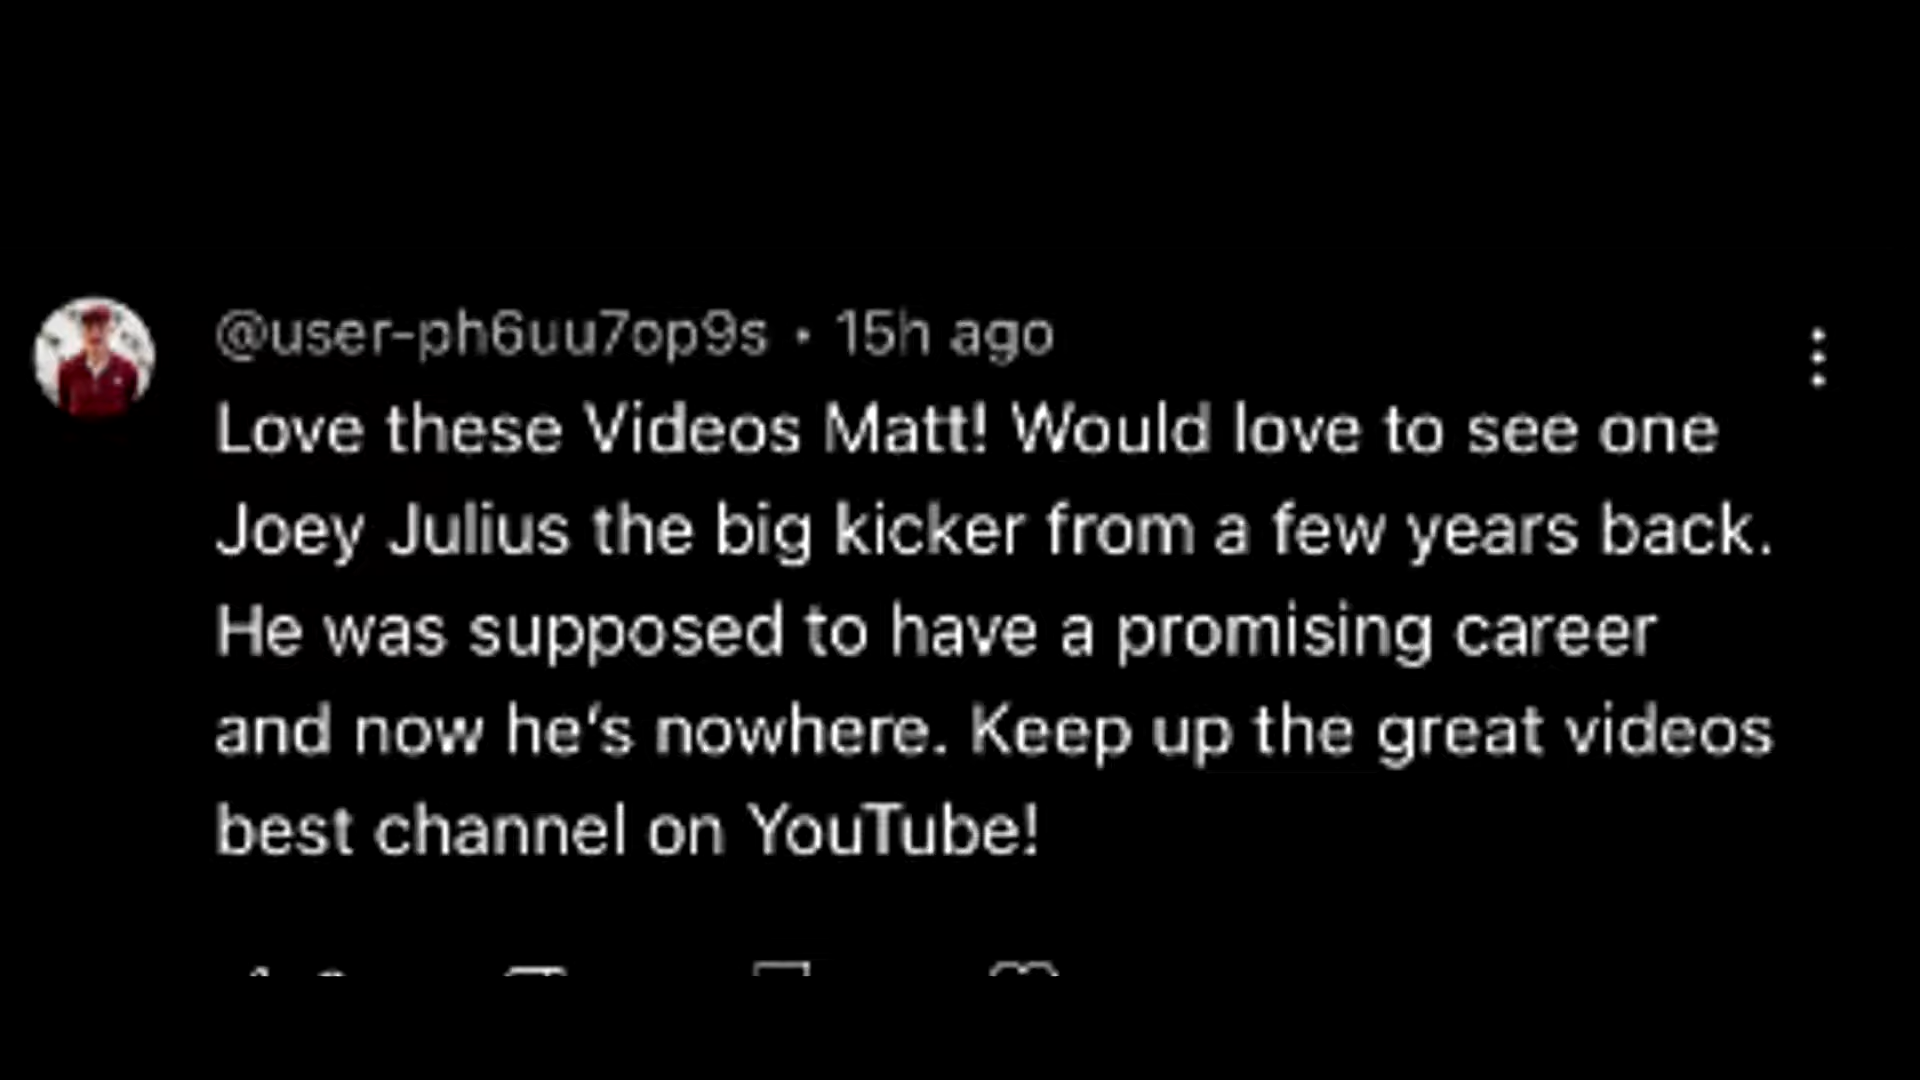 @user-ph6uu7op9s • 15h ago
Love these Videos Matt! Would love to see one
Joey Julius the big kicker from a few years back.
He was supposed to have a promising career
and now he's nowhere. Keep up the great videos
best channel on YouTube!